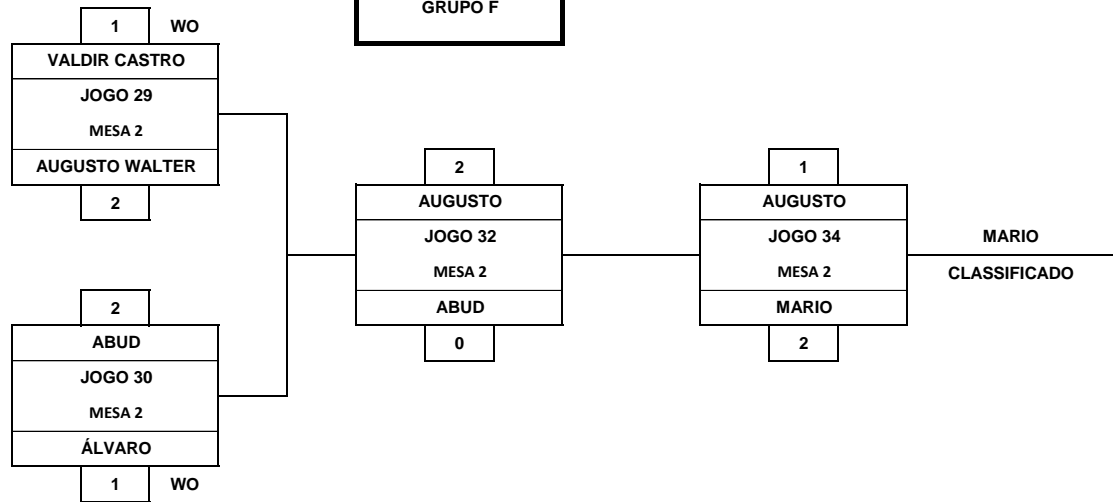 GRUPO F
1 WO
VALDIR CASTRO
JOGO 29
MESA 2
AUGUSTO WALTER
2
2
ABUD
JOGO 30
MESA 2
ÁLVARO
1 WO
2
AUGUSTO
JOGO 32
MESA 2
ABUD
0
1
AUGUSTO
JOGO 34
MESA 2
MARIO
2
MARIO
CLASSIFICADO